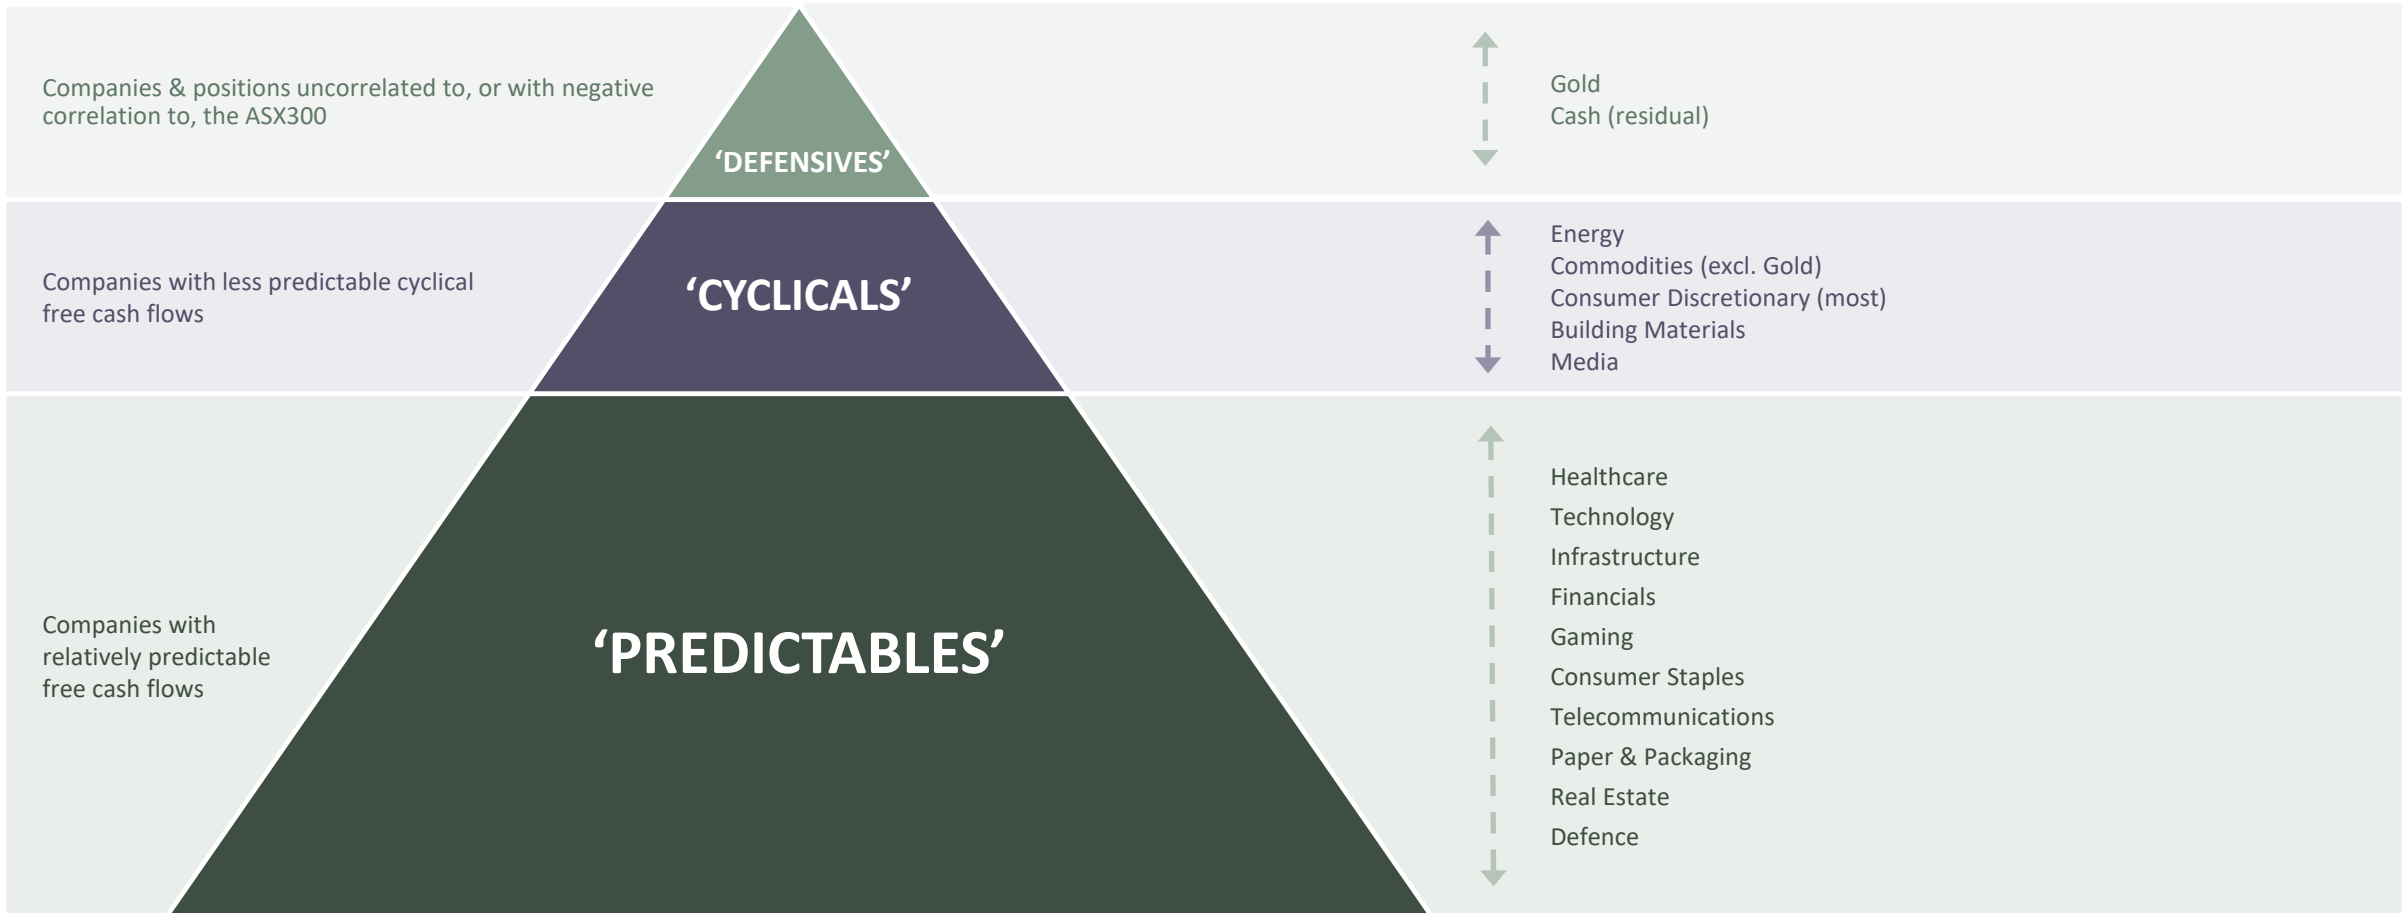 Companies & positions uncorrelated to, or with negative
correlation to, the ASX300
‘DEFENSIVES’
Gold
Cash (residual)
Companies with less predictable cyclical
free cash flows
‘CYCLICALS’
Energy
Commodities (excl. Gold)
Consumer Discretionary (most)
Building Materials
Media
Companies with
relatively predictable
free cash flows
‘PREDICTABLES’
Healthcare
Technology
Infrastructure
Financials
Gaming
Consumer Staples
Telecommunications
Paper & Packaging
Real Estate
Defence